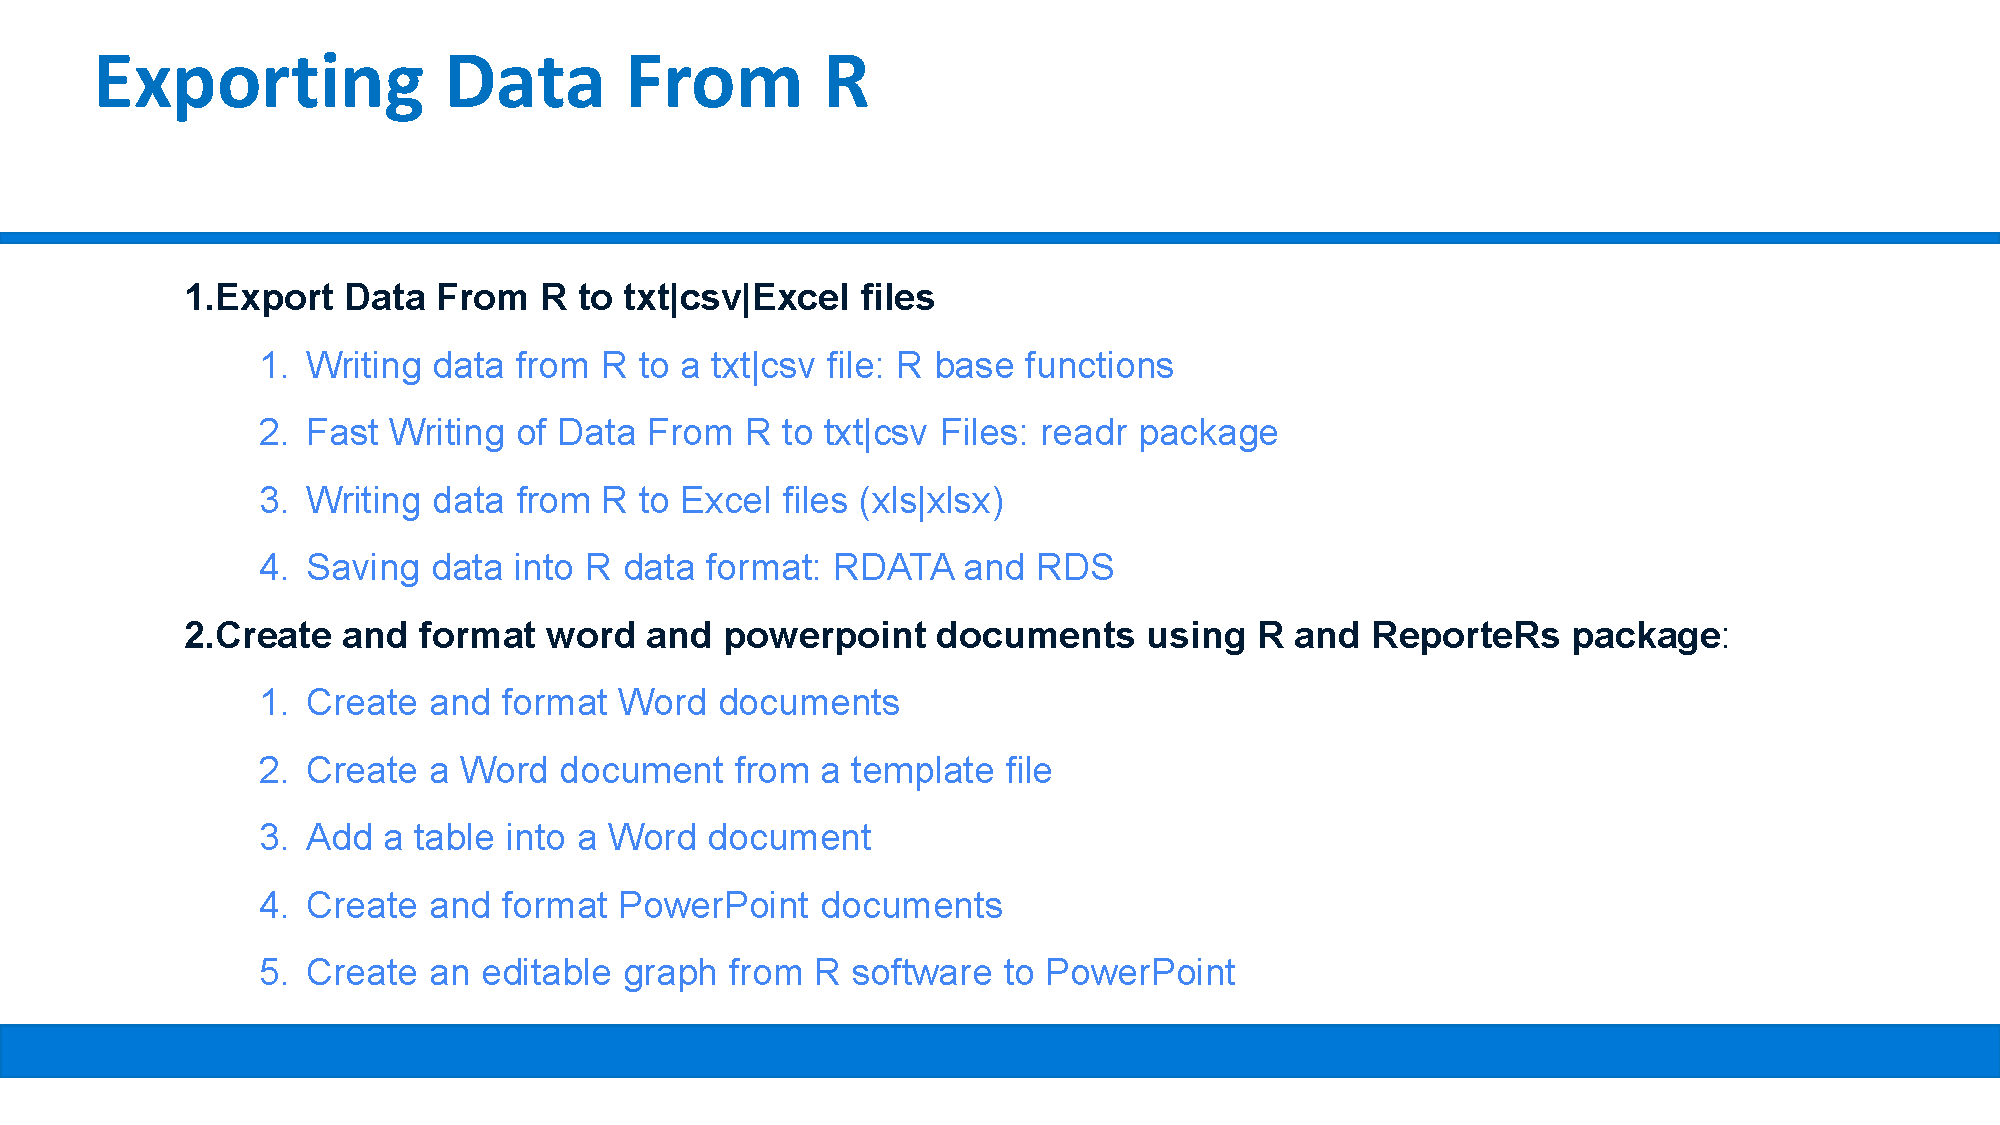 Exporting Data From R
1.Export Data From R to txt|csv|Excel files
1. Writing data from R to a txt|csv file: R base functions
2. Fast Writing of Data From R to txt|csv Files: readr package
3. Writing data from R to Excel files (xls|xlsx)
4. Saving data into R data format: RDATA and RDS
2.Create and format word and powerpoint documents using R and ReporteRs package:
1. Create and format Word documents
2. Create a Word document from a template file
3. Add a table into a Word document
4. Create and format PowerPoint documents
5. Create an editable graph from R software to PowerPoint